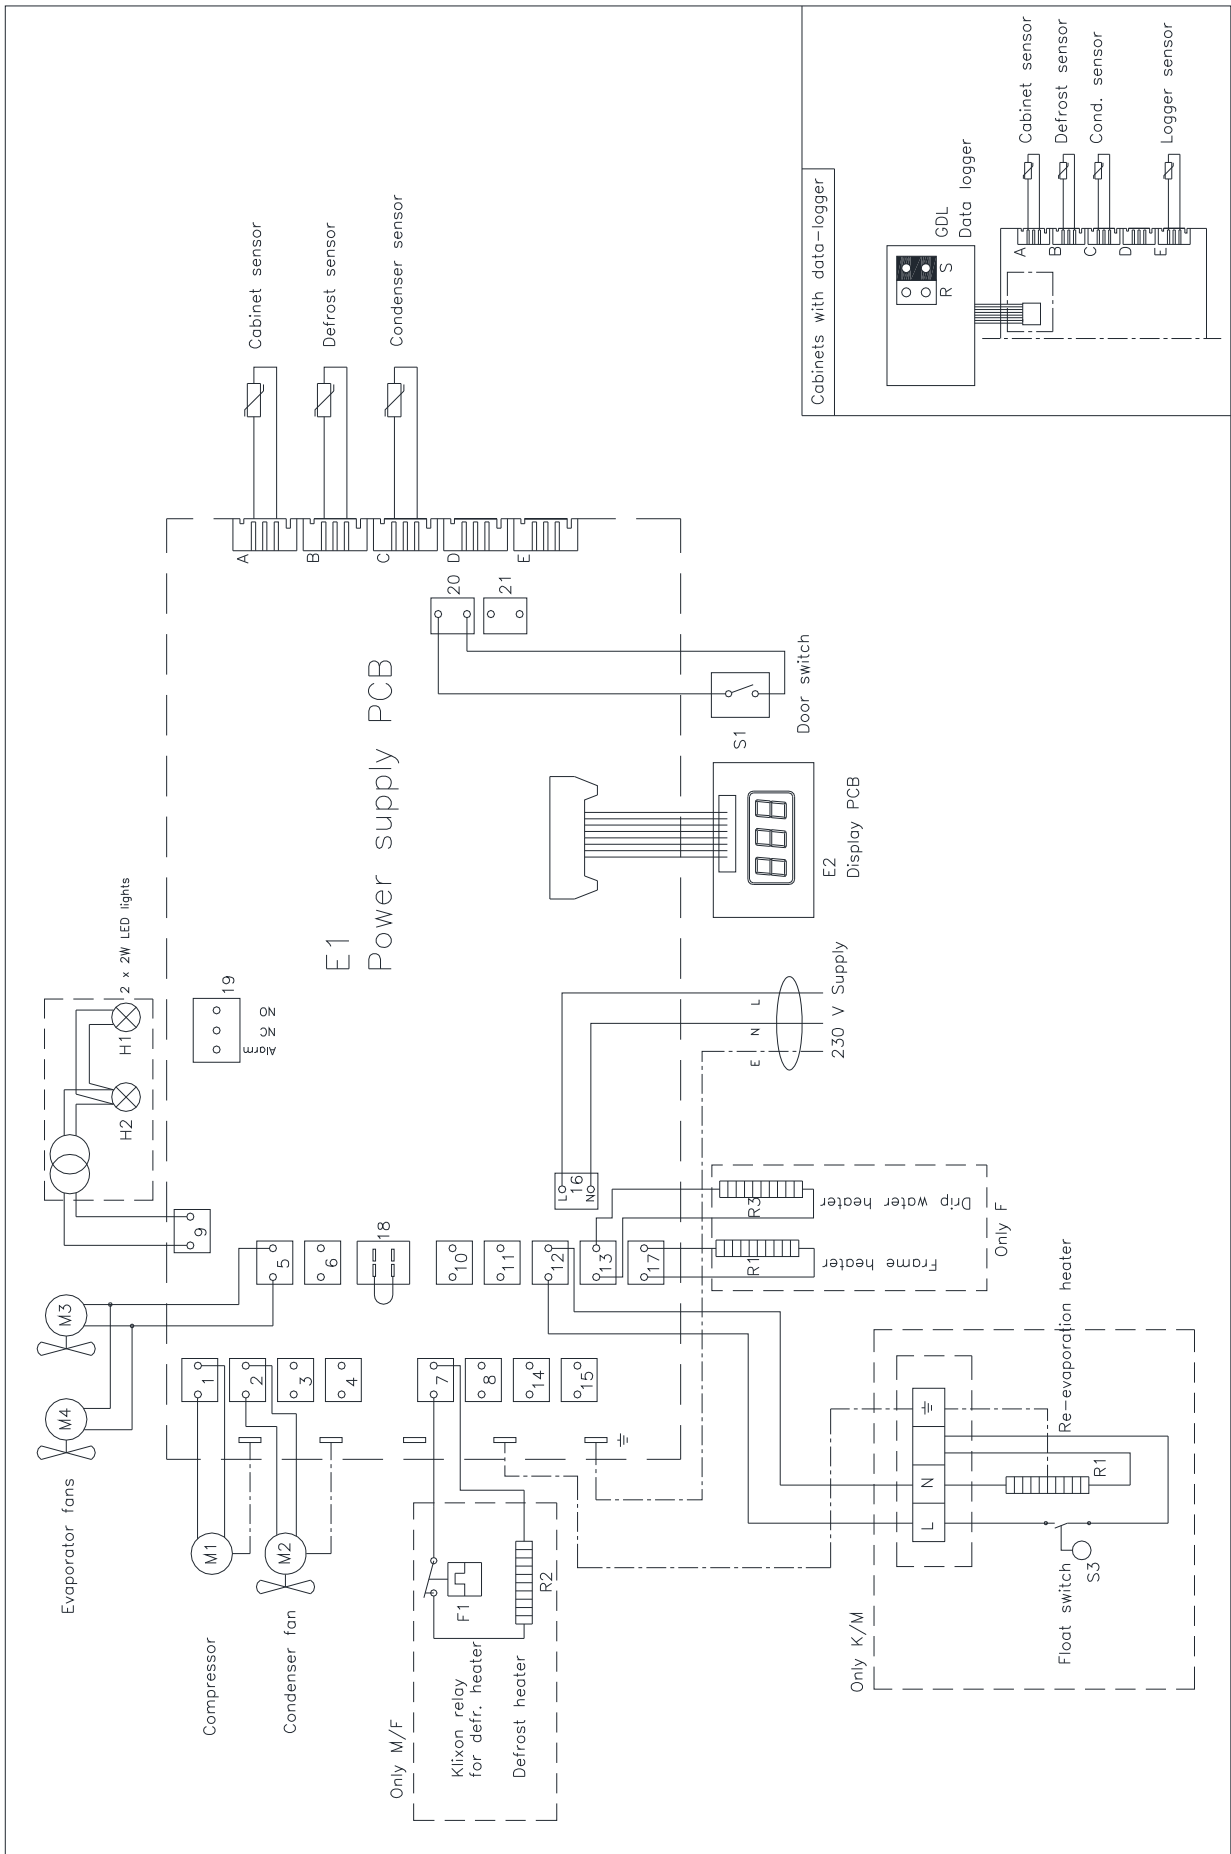 Evaporator fans
M4
M3
H2
H1
2 x 2W LED lights
Compressor
M1
Condenser fan
M2
1
2
3
4
5
6
9
18
19
Alarm
NC
NO
E1
Power supply PCB
A
B
C
D
E
Cabinet sensor
Defrost sensor
Condenser sensor
Only M/F
Klixon relay
for defr. heater
F1
Defrost heater
R2
7
8
14
15
10
11
12
13
17
L
16
N
20
21
E
N
L
230 V Supply
E2
Display PCB
S1
Door switch
R3
Drip water heater
R1
Frame heater
Only F
Only K/M
L
N
Re-evaporation heater
R1
Float switch
S3
Cabinets with data-logger
R
S
GDL
Data logger
A
B
C
D
E
Cabinet sensor
Defrost sensor
Cond. sensor
Logger sensor